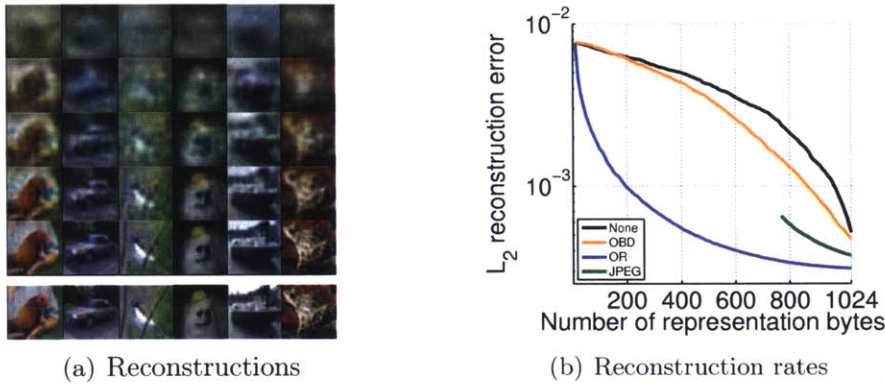 10⁻²
10⁻³
L₂ reconstruction error
None
OBD
OR
JPEG
200 400 600 800 1024
Number of representation bytes
(a) Reconstructions
(b) Reconstruction rates